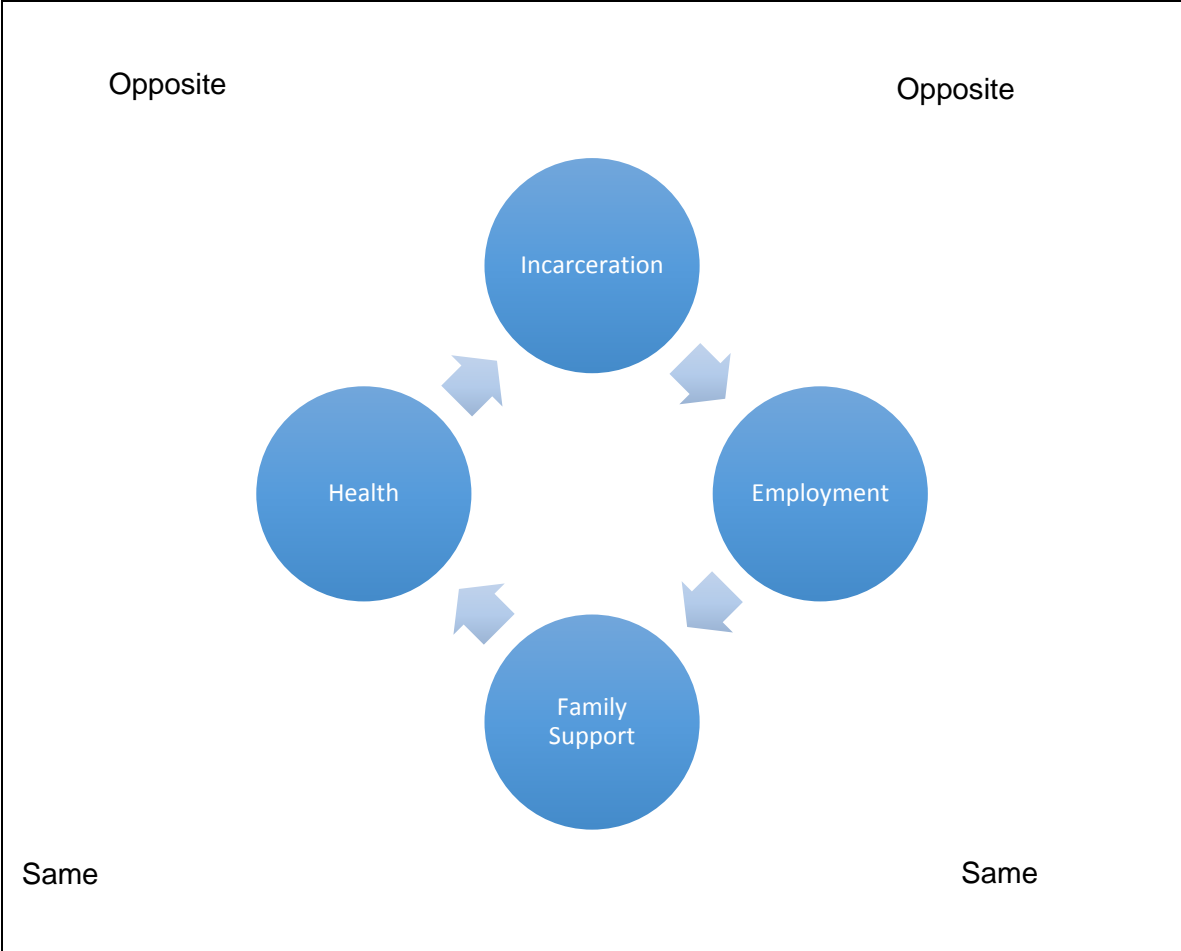 Opposite
Opposite
Incarceration
Health
Employment
Family
Support
Same
Same